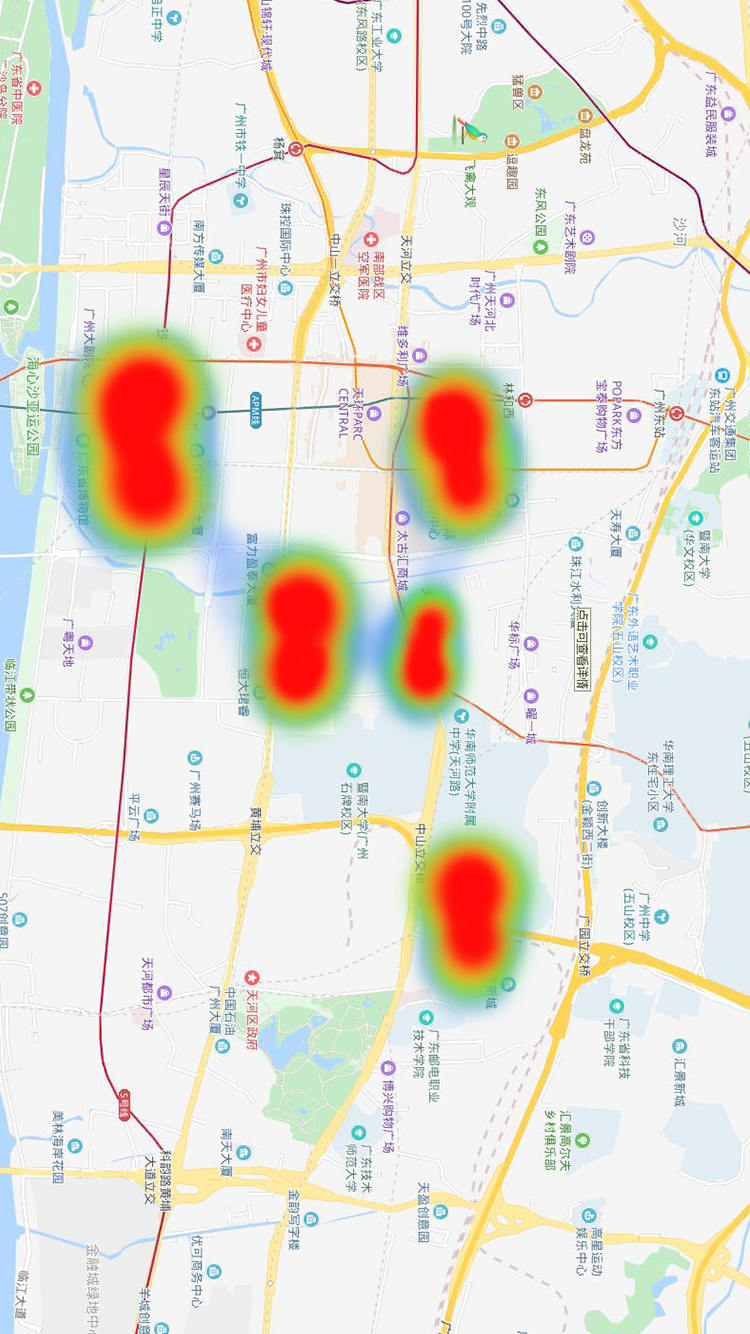 广东益民服装城
沙河
广州交通集团
东站汽车客运站
广州东站
POPARK东方
宝泰购物广场
暨南大学
(华文校区)
天寿大厦
广东外语艺术职业
学院(五山校区)
点击可查看详情
华南理工大学
东住宅小区
创新大楼
(金颖西一街)
广州中学
(五山校区)
广园立交桥
广东省科技
干部学院
汇景新城
汇景高尔夫
乡村俱乐部
高星运动
娱乐中心
盘龙苑
广东艺术剧院
东风公园
猛兽区
逗趣园
飞禽大观
先烈中路
100号大院
广州天河北
时代广场
林和西
华标广场
曜一城
华南师范大学附属
中学(天河路)
广东邮电职业
技术学院
天盈创意园
广东工业大学
东风路校区)
天河立交
维多利广场
太古汇商城
中山立交桥
博兴购物广场
南部战区
空军医院
天环PARC
CENTRAL
暨南大学(广州
石牌校区)
广东技术
师范大学
中山一立交桥
珠控国际中心
杨箕
山锦轩·现代城
广州市铁一中学
广州市妇女儿童
医疗中心
APM线
富力盈泰大厦
恒大珺睿
黄埔立交
天河区政府
中国石油
广州大厦
南天大厦
金韵写字楼
南方传媒大厦
星辰天街
广州赛马场
平云广场
天河都市广场
科韵路黄埔
大道立交
优可商务中心
5号线
羊城创意
广州大剧院
广东省博物馆
广粤天地
美林海岸花园
金融城绿地中心
海心沙亚运公园
临江带状公园
临江大道
广东省中医院